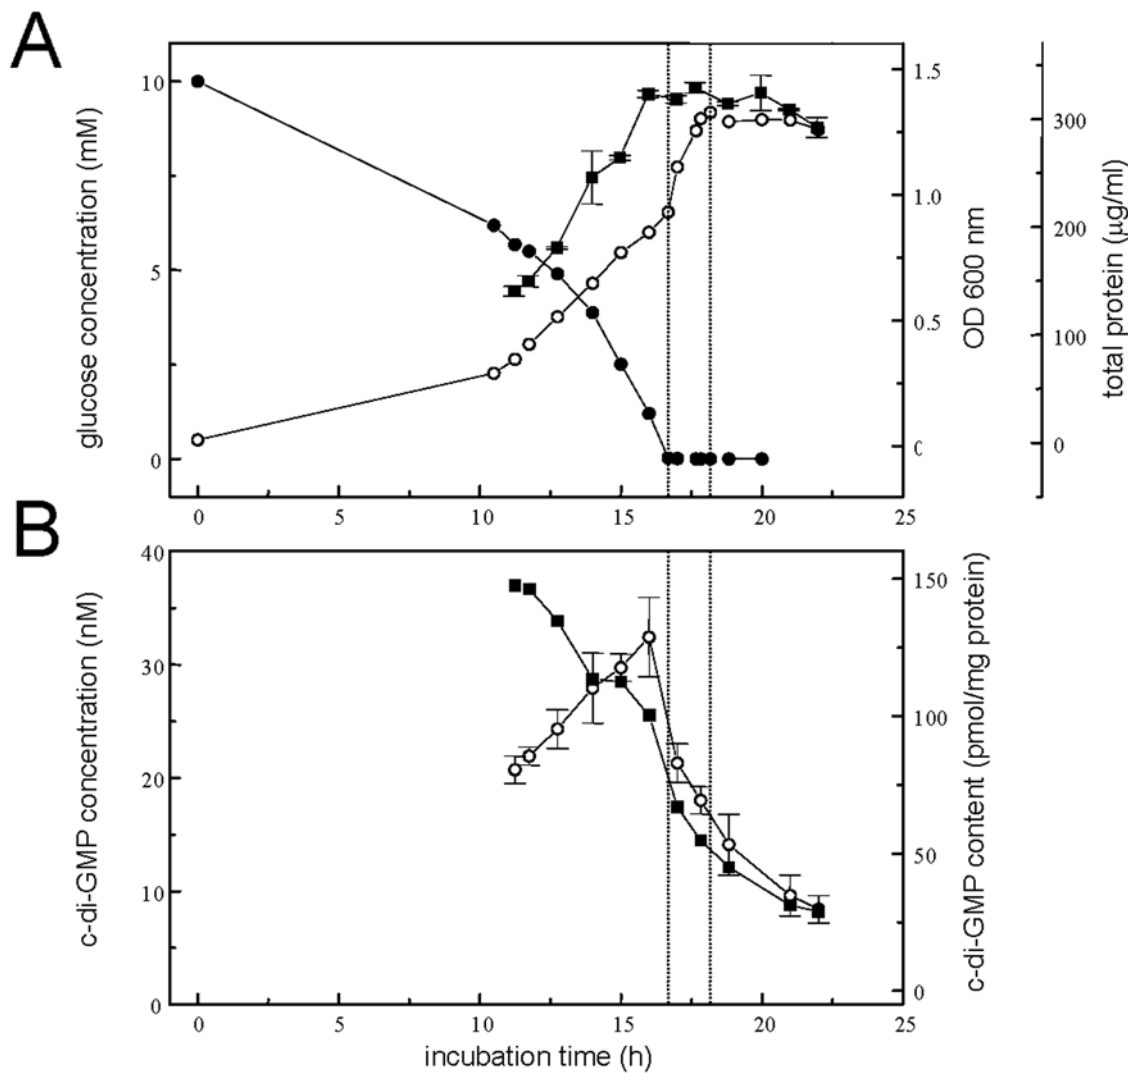 A
glucose concentration (mM)
10
5
0
1.5
1.0
0.5
OD 600 nm
300
200
100
0
total protein (µg/ml)
0 5 10 15 20 25
B
c-di-GMP concentration (nM)
40
30
20
10
0
150
100
50
0
c-di-GMP content (pmol/mg protein)
0 5 10 15 20 25
incubation time (h)